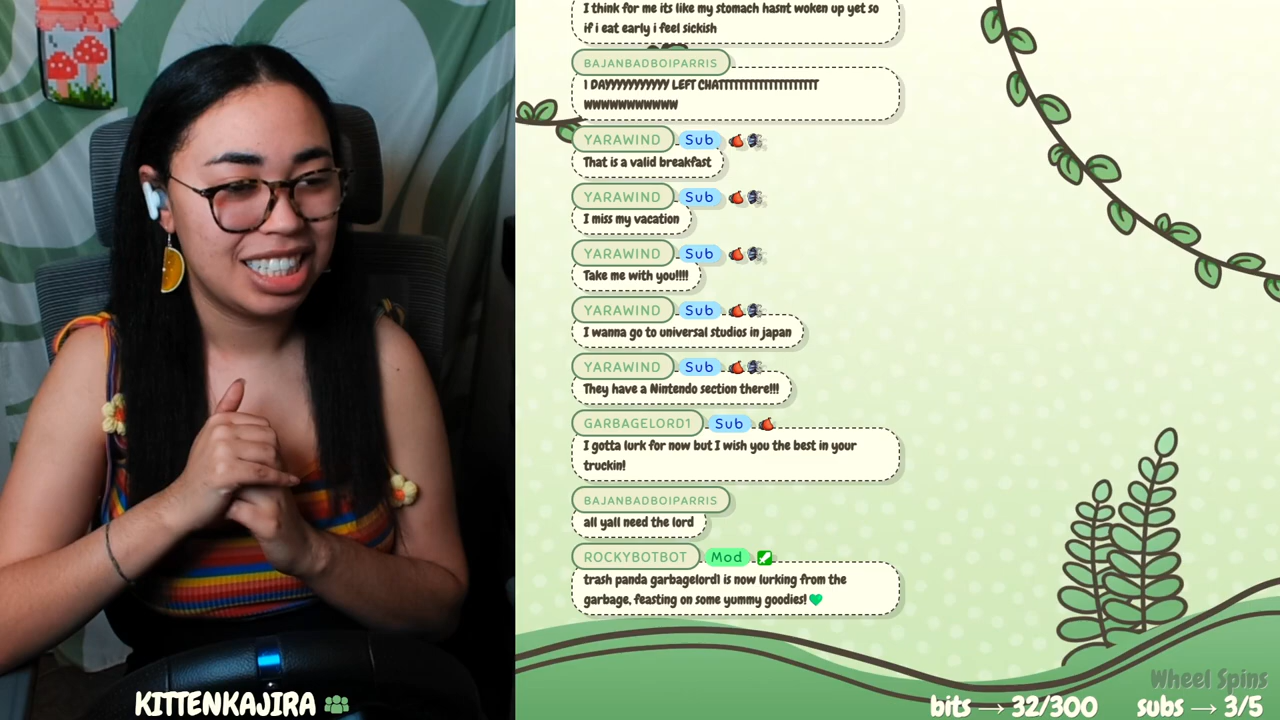 I think for me its like my stomach hasnt woken up yet so
if i eat early i feel sickish
BAJANBADBOIPARRIS
1 DAYYYYYYYYYYY LEFT CHATTTTTTTTTTTTTTTTTTTT
WWWWWWWWWWW
YARAWIND Sub
That is a valid breakfast
YARAWIND Sub
I miss my vacation
YARAWIND Sub
Take me with you!!!!
YARAWIND Sub
I wanna go to universal studios in japan
YARAWIND Sub
They have a Nintendo section there!!!
GARBAGELORD1 Sub
I gotta lurk for now but I wish you the best in your
truckin!
BAJANBADBOIPARRIS
all yall need the lord
ROCKYBOTBOT Mod
trash panda garbagelord1 is now lurking from the
garbage, feasting on some yummy goodies!
KITTENKAJIRA
Wheel Spins
bits → 32/300 subs → 3/5